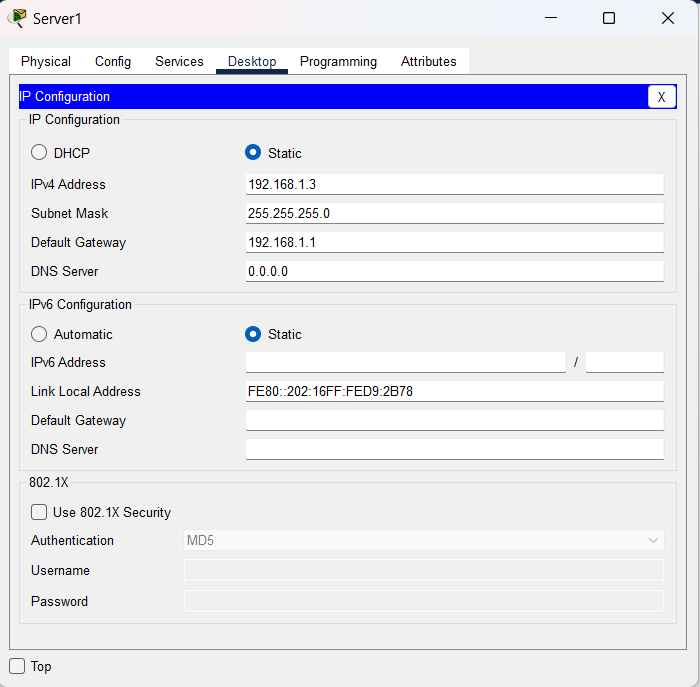 Server1
Physical Config Services Desktop Programming Attributes
IP Configuration X
IP Configuration
DHCP Static
IPv4 Address 192.168.1.3
Subnet Mask 255.255.255.0
Default Gateway 192.168.1.1
DNS Server 0.0.0.0
IPv6 Configuration
Automatic Static
IPv6 Address /
Link Local Address FE80::202:16FF:FED9:2B78
Default Gateway
DNS Server
802.1X
Use 802.1X Security
Authentication MD5
Username
Password
Top